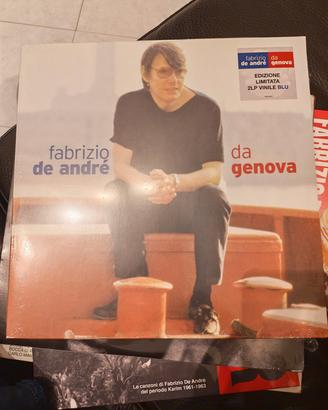 fabrizio da
de andré genova
EDIZIONE
LIMITATA
2LP VINILE BLU
fabrizio da
de andré genova
Le canzoni di Fabrizio De André
del periodo Karim 1961-1963